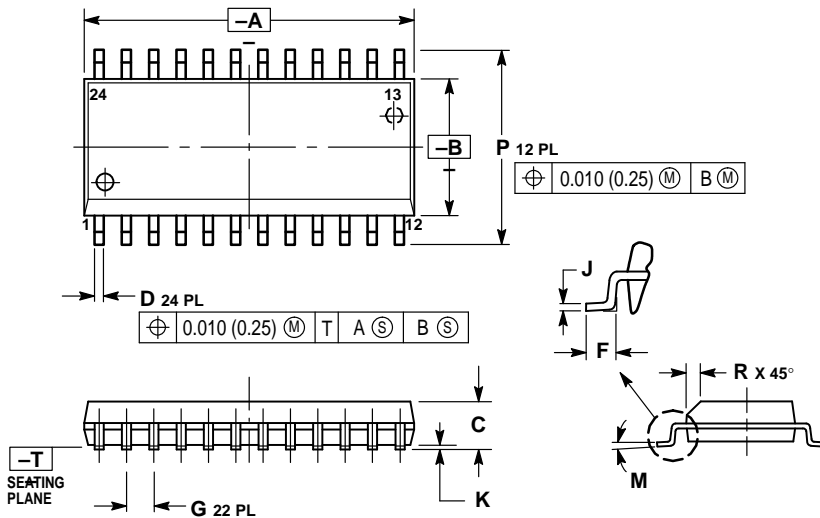 –A
–
24
13
–B
–
P 12 PL
⌖ 0.010 (0.25) Ⓜ B Ⓜ
1
12
D 24 PL
⌖ 0.010 (0.25) Ⓜ T A Ⓢ B Ⓢ
J
F
R X 45°
C
–T
–
SEATING
PLANE
M
K
G 22 PL